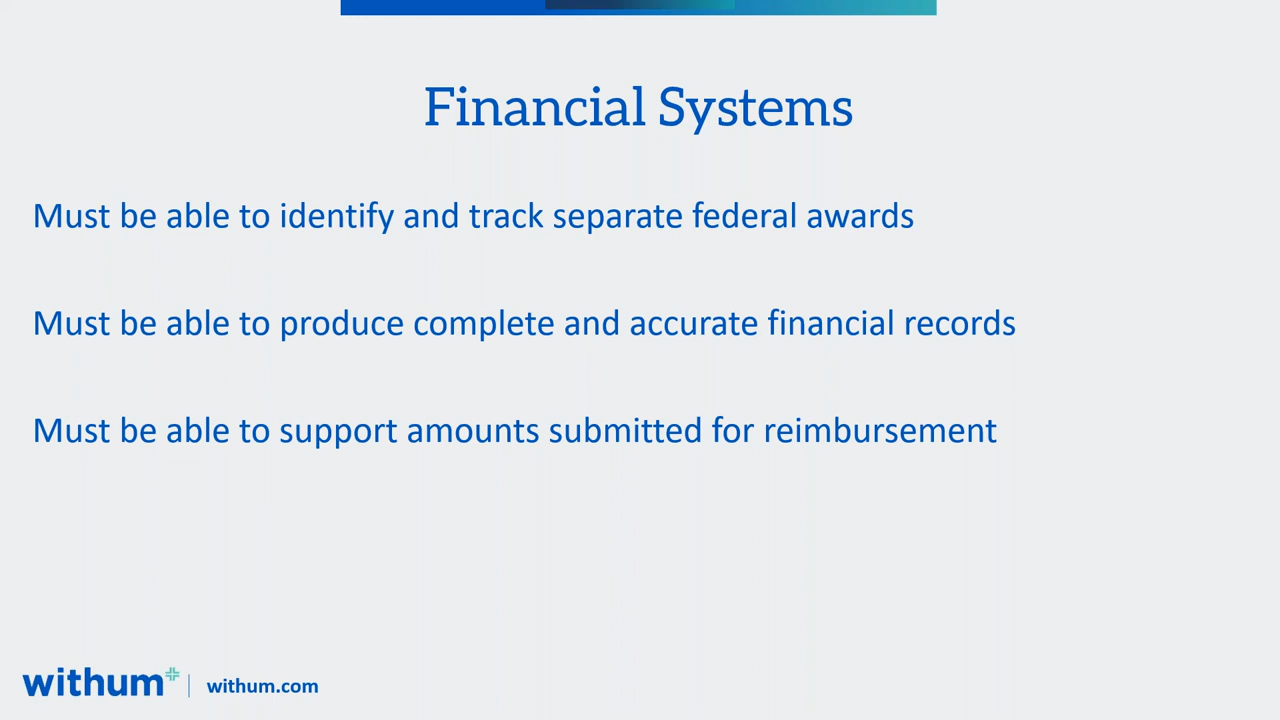 Financial Systems
Must be able to identify and track separate federal awards
Must be able to produce complete and accurate financial records
Must be able to support amounts submitted for reimbursement
withum+ | withum.com